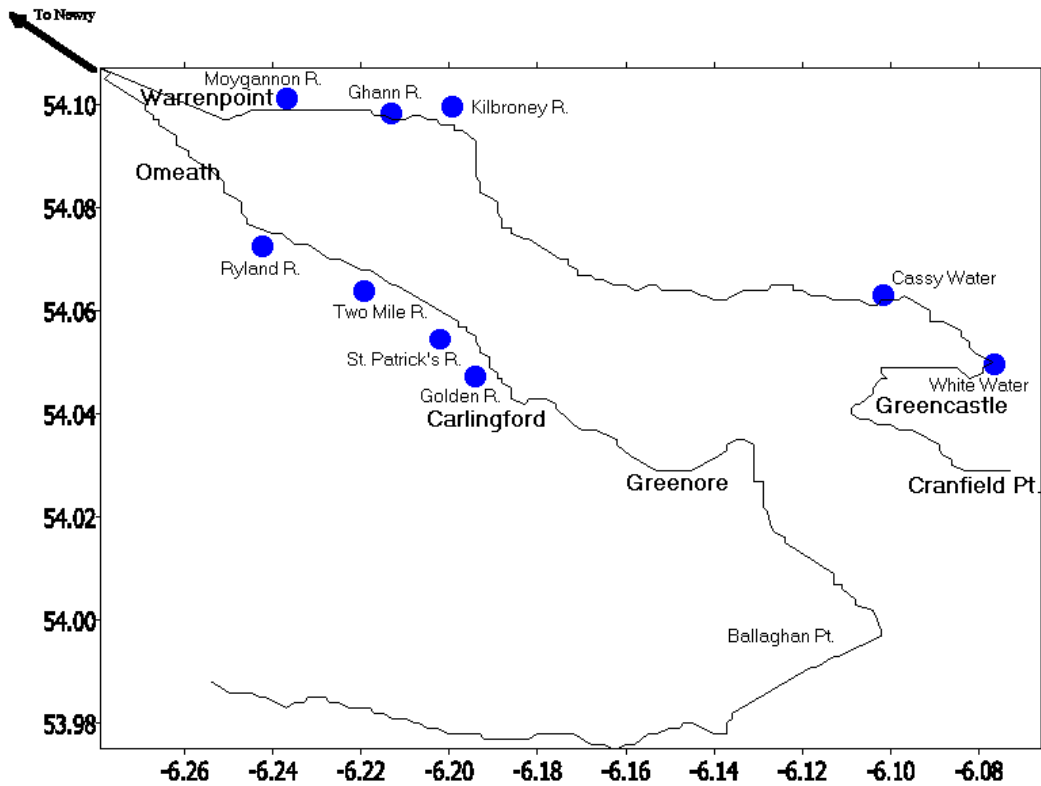 To Newry
Moygannon R.
Ghann R.
Warrenpoint
Kilbroney R.
54.10
Omeath
54.08
Ryland R.
Cassy Water
54.06
Two Mile R.
St. Patrick's R.
White Water
Golden R.
Greencastle
54.04
Carlingford
Greenore
Cranfield Pt.
54.02
54.00
Ballaghan Pt.
53.98
-6.26 -6.24 -6.22 -6.20 -6.18 -6.16 -6.14 -6.12 -6.10 -6.08